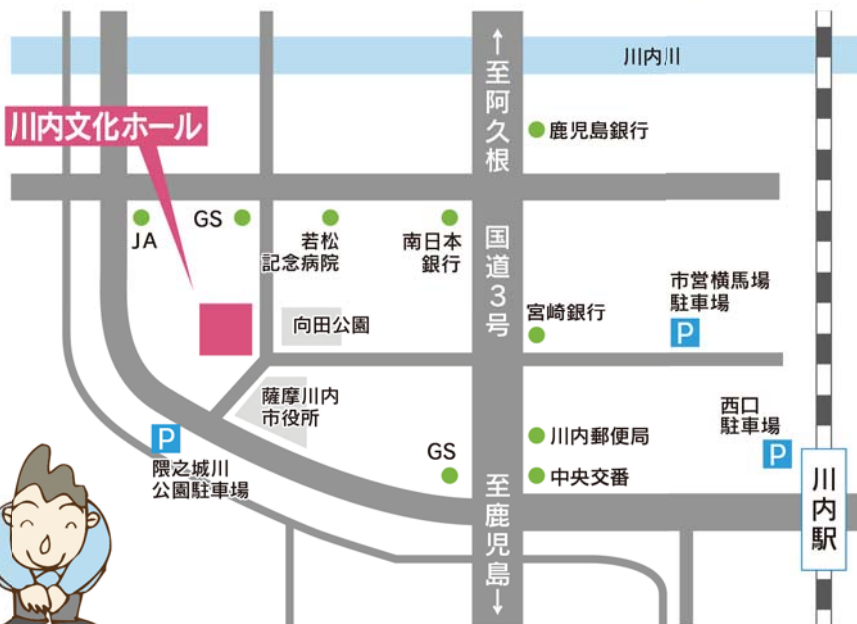 川内川
↑至阿久根
鹿児島銀行
川内文化ホール
JA
GS
若松
記念病院
南日本
銀行
国道3号
市営横馬場
駐車場
P
宮崎銀行
向田公園
薩摩川内
市役所
西口
駐車場
P
P
隈之城川
公園駐車場
GS
川内郵便局
中央交番
至鹿児島↓
川内駅